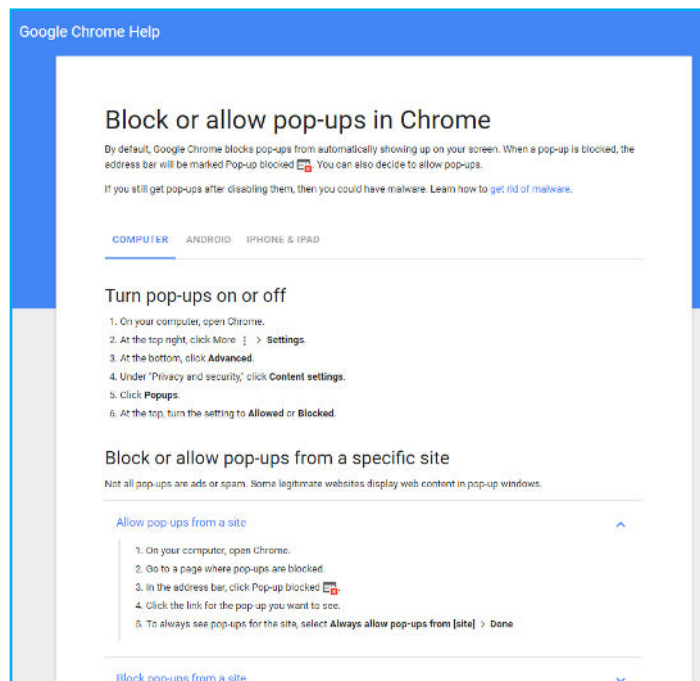 Google Chrome Help
Block or allow pop-ups in Chrome
By default, Google Chrome blocks pop-ups from automatically showing up on your screen. When a pop-up is blocked, the
address bar will be marked Pop-up blocked . You can also decide to allow pop-ups.
If you still get pop-ups after disabling them, then you could have malware. Learn how to get rid of malware.
COMPUTER ANDROID IPHONE & IPAD
Turn pop-ups on or off
1. On your computer, open Chrome.
2. At the top right, click More ⋮ > Settings.
3. At the bottom, click Advanced.
4. Under "Privacy and security," click Content settings.
5. Click Popups.
6. At the top, turn the setting to Allowed or Blocked.
Block or allow pop-ups from a specific site
Not all pop-ups are ads or spam. Some legitimate websites display web content in pop-up windows.
Allow pop-ups from a site
1. On your computer, open Chrome.
2. Go to a page where pop-ups are blocked.
3. In the address bar, click Pop-up blocked .
4. Click the link for the pop-up you want to see.
5. To always see pop-ups for the site, select Always allow pop-ups from [site] > Done.
Block pop-ups from a site